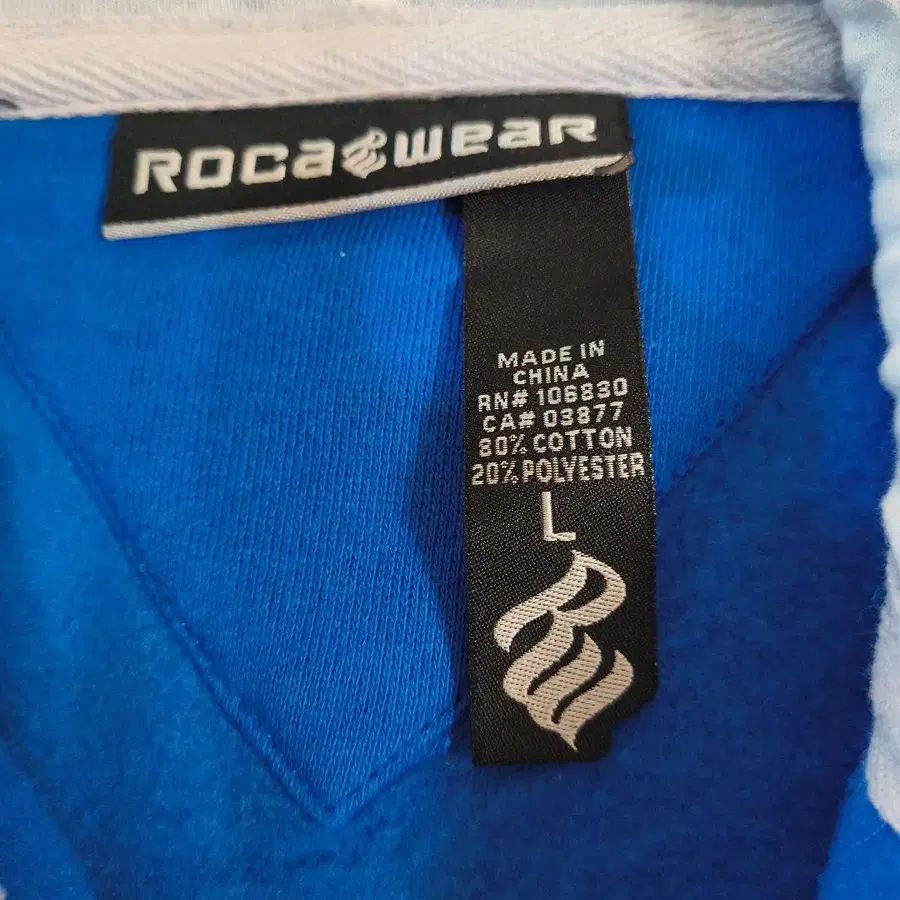 ROCAWEAR
MADE IN
CHINA
RN# 106830
CA# 03877
80% COTTON
20% POLYESTER
L